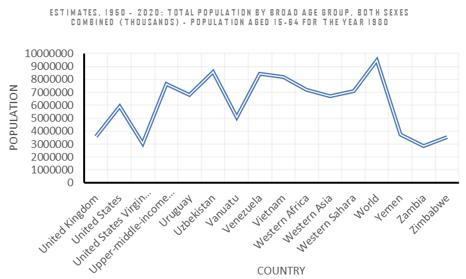 ESTIMATES, 1950 - 2020: TOTAL POPULATION BY BROAD AGE GROUP, BOTH SEXES
COMBINED (THOUSANDS) - POPULATION AGED 15-64 FOR THE YEAR 1980
POPULATION
10000000
9000000
8000000
7000000
6000000
5000000
4000000
3000000
2000000
1000000
0
United Kingdom
United States
United States Virgin...
Upper-middle-income...
Uruguay
Uzbekistan
Vanuatu
Venezuela
Vietnam
Western Africa
Western Asia
Western Sahara
World
Yemen
Zambia
Zimbabwe
COUNTRY